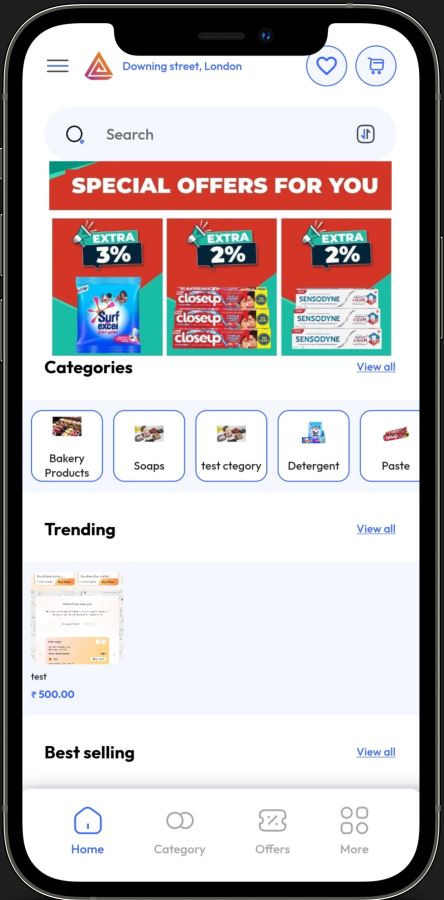 Downing street, London
Search
SPECIAL OFFERS FOR YOU
EXTRA
3%
EXTRA
2%
EXTRA
2%
Surf
excel
closeup
closeup
closeup
SENSODYNE
SENSODYNE
SENSODYNE
Categories
View all
Bakery
Products
Soaps
test ctegory
Detergent
Paste
Trending
View all
test
₹ 500.00
Best selling
View all
Home
Category
Offers
More